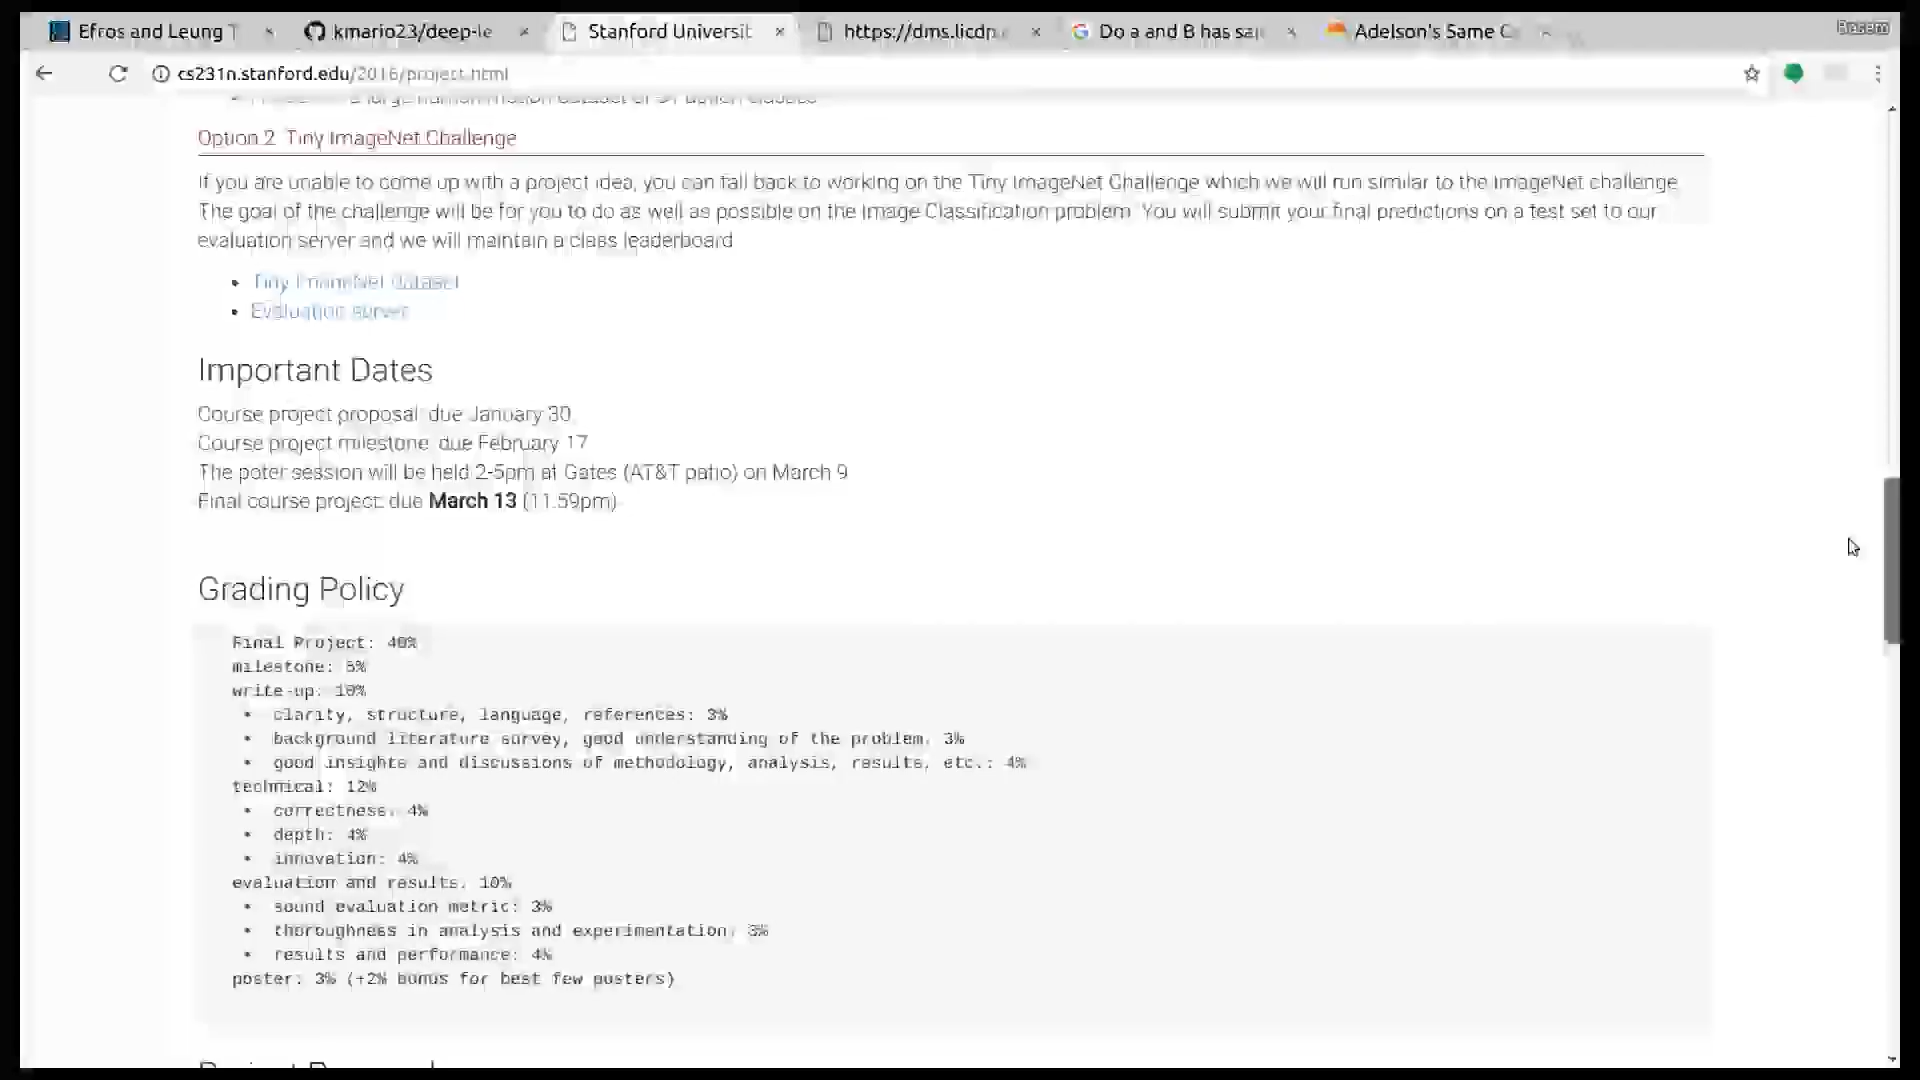 Efros and Leung T
kmario23/deep-le
Stanford Universit
https://dms.licdn.c
Do a and B has sa
Adelson's Same C
Basem
cs231n.stanford.edu/2016/project.html
Option 2 Tiny ImageNet Challenge
If you are unable to come up with a project idea, you can fall back to working on the Tiny ImageNet Challenge which we will run similar to the ImageNet challenge.
The goal of the challenge will be for you to do as well as possible on the Image Classification problem. You will submit your final predictions on a test set to our
evaluation server and we will maintain a class leaderboard
• Tiny ImageNet dataset
• Evaluation server
Important Dates
Course project proposal: due January 30.
Course project milestone: due February 17
The poter session will be held 2-5pm at Gates (AT&T patio) on March 9
Final course project: due March 13 (11:59pm)
Grading Policy
Final Project: 40%
milestone: 5%
write-up: 10%
• clarity, structure, language, references: 3%
• background literature survey, good understanding of the problem: 3%
• good insights and discussions of methodology, analysis, results, etc.: 4%
technical: 12%
• correctness: 4%
• depth: 4%
• innovation: 4%
evaluation and results: 10%
• sound evaluation metric: 3%
• thoroughness in analysis and experimentation: 3%
• results and performance: 4%
poster: 3% (+2% bonus for best few posters)